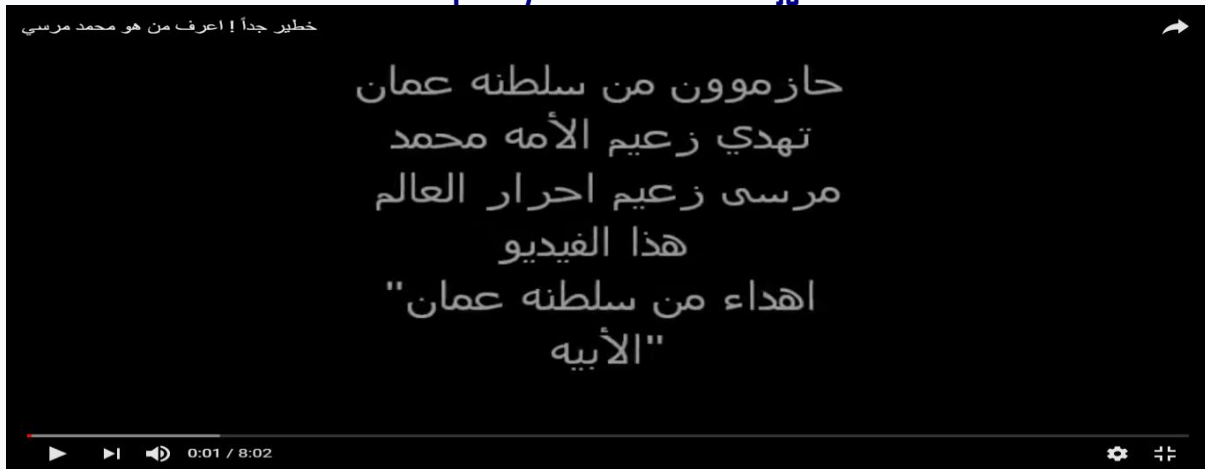 خطير جداً ! اعرف من هو محمد مرسي
حازموون من سلطنه عمان
تهدي زعيم الأمه محمد
مرسى زعيم احرار العالم
هذا الفيديو
اهداء من سلطنه عمان"
"الأبيه
0:01 / 8:02